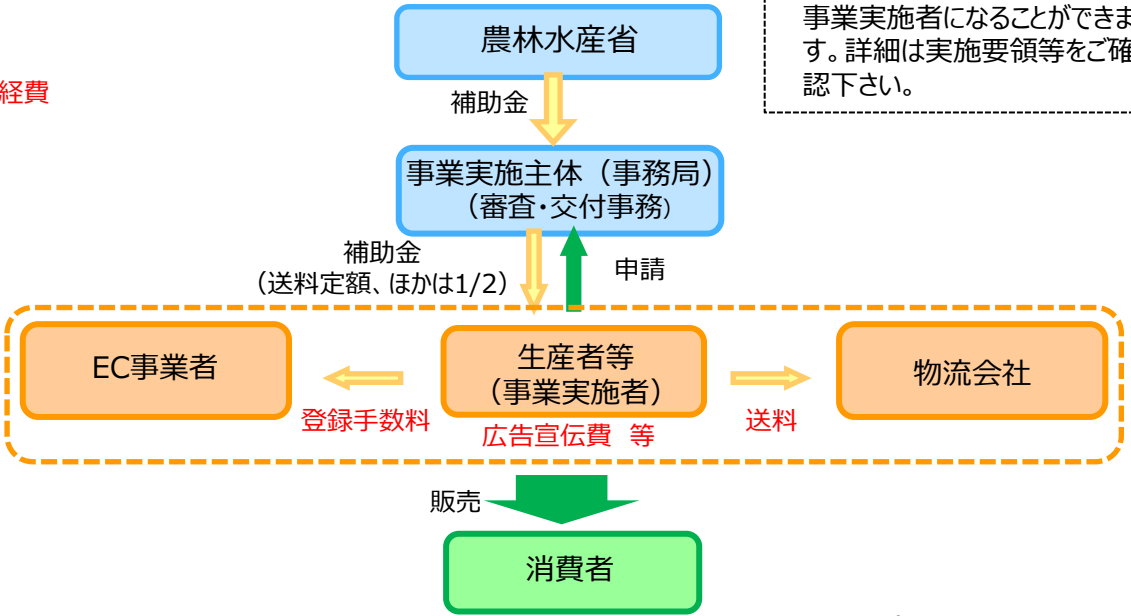 農林水産省
事業実施者になることができま
す。詳細は実施要領等をご確
認下さい。
経費
補助金
事業実施主体（事務局）
（審査・交付事務）
補助金
（送料定額、ほかは1/2）
申請
EC事業者
生産者等
（事業実施者）
物流会社
登録手数料
広告宣伝費 等
送料
販売
消費者